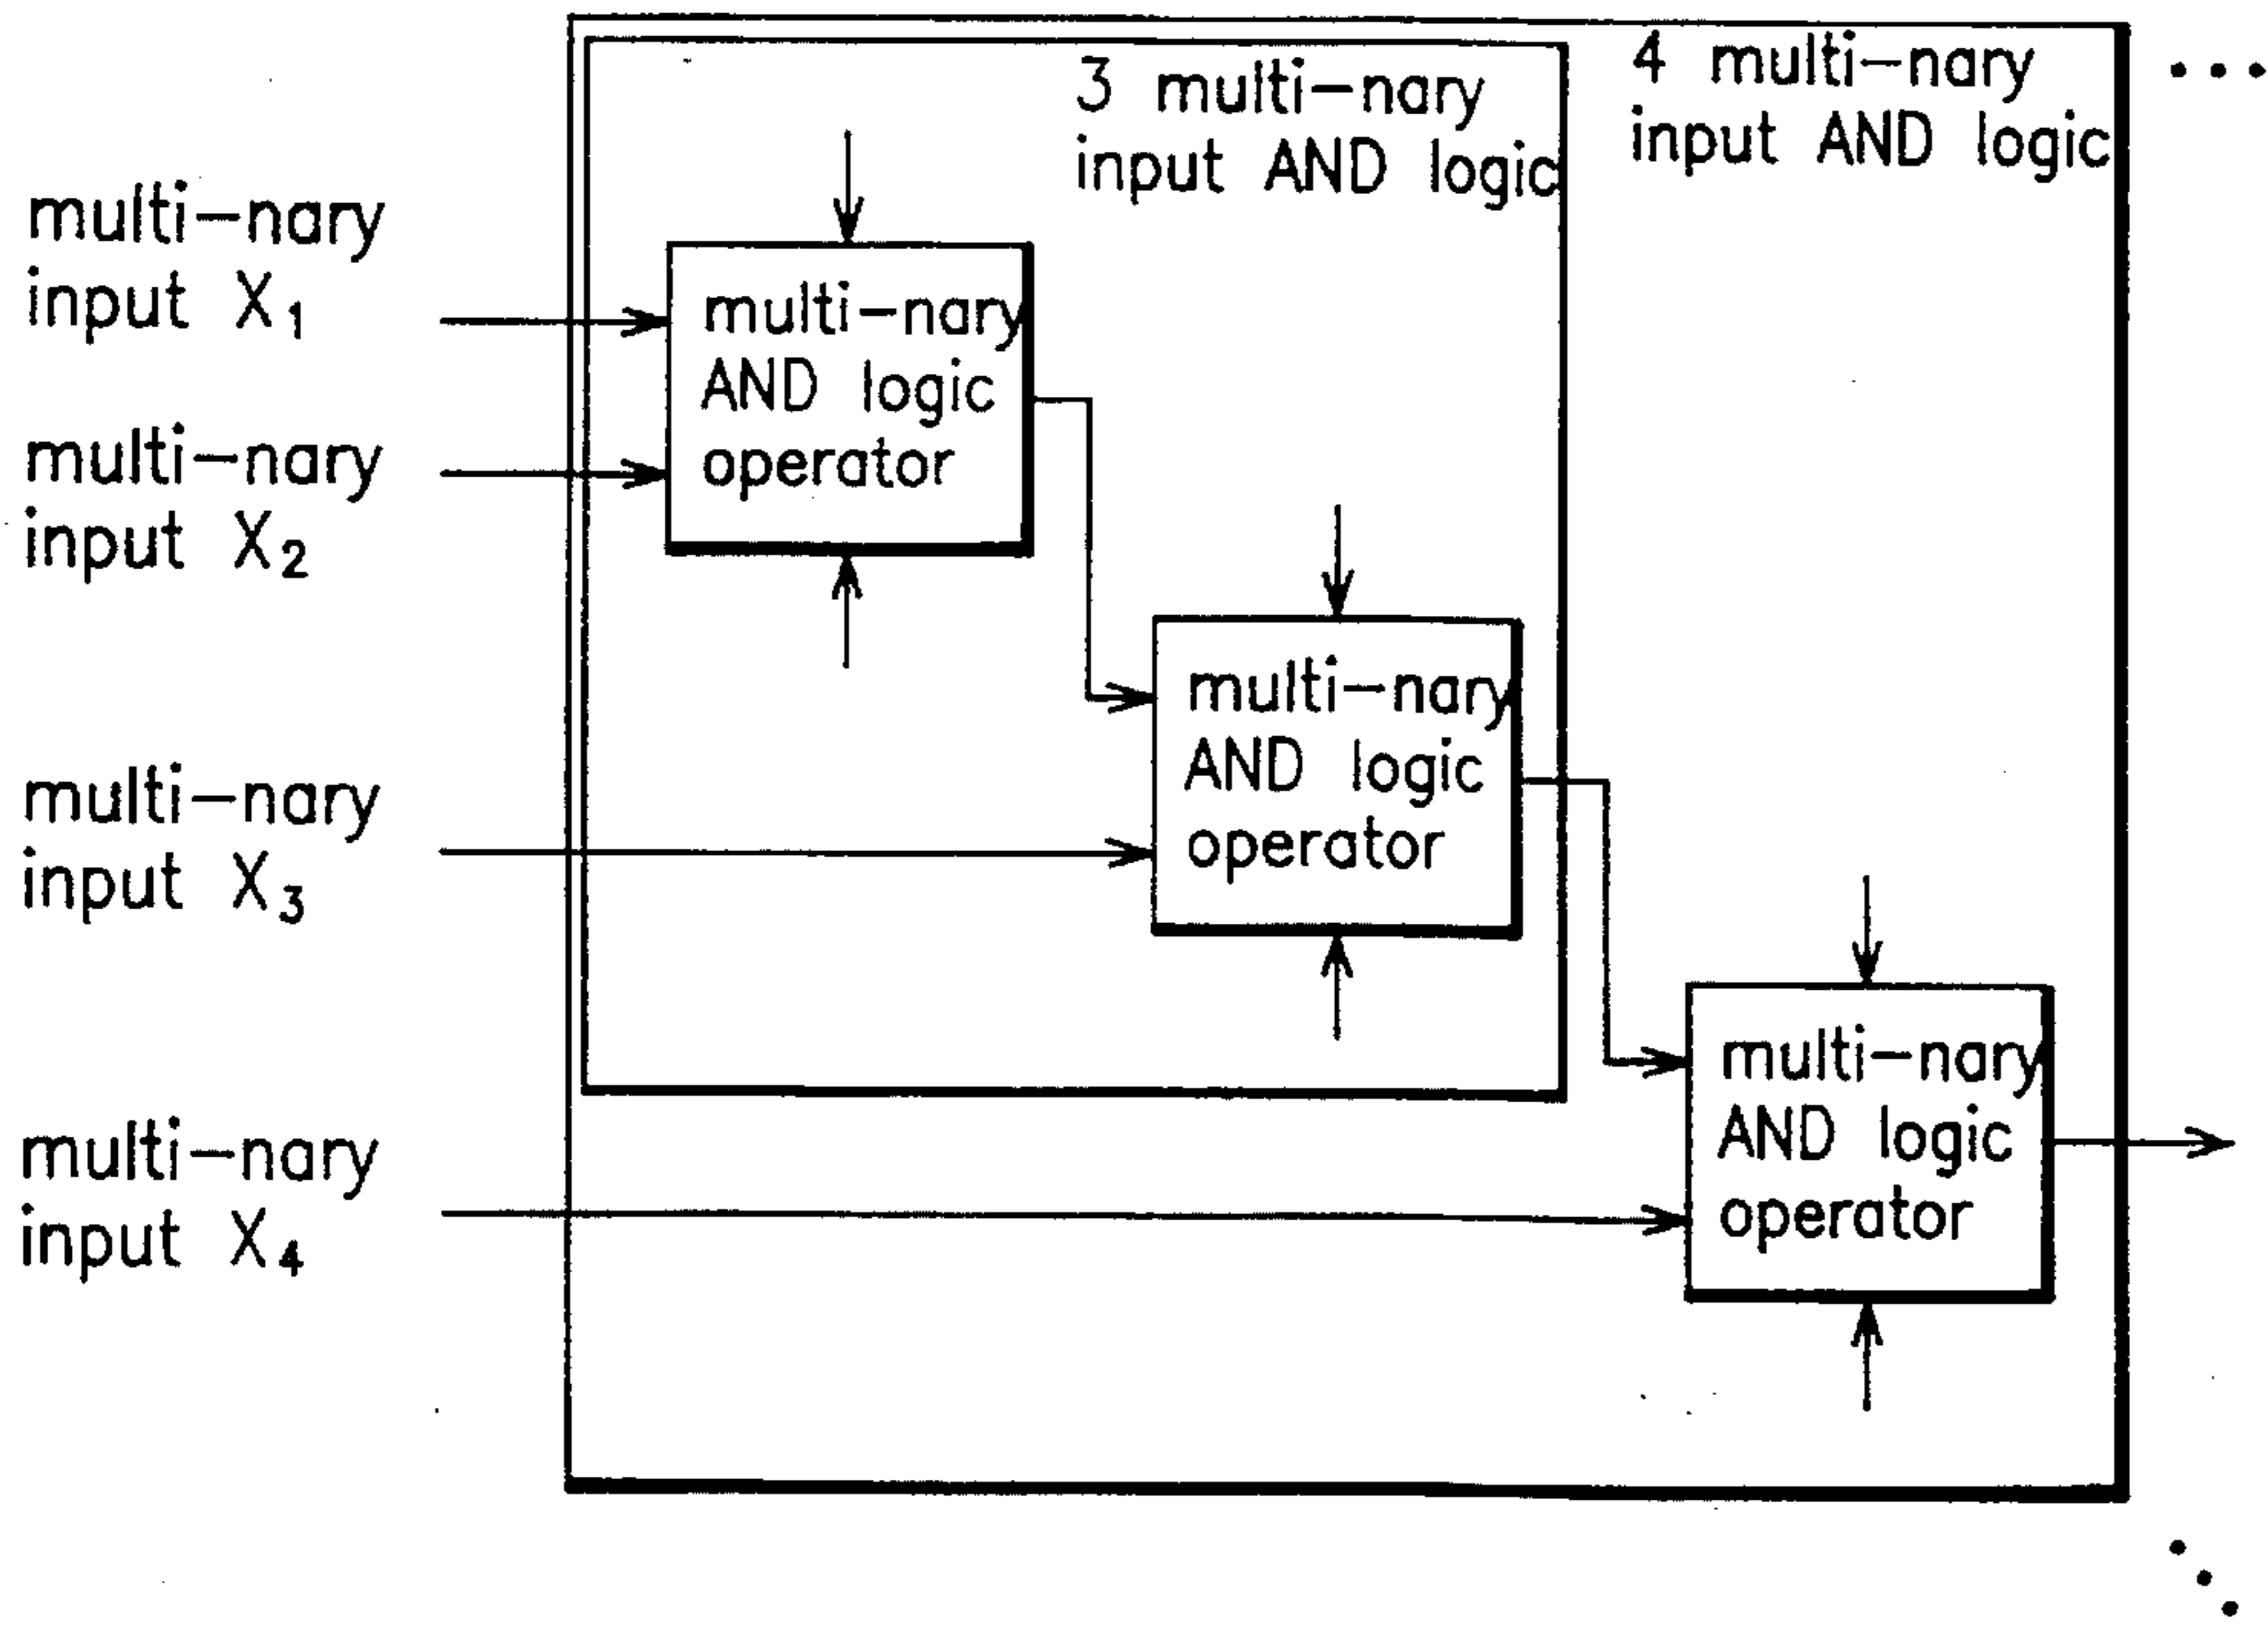 3 multi-nary
input AND logic
4 multi-nary
input AND logic
...
multi-nary
input X1
multi-nary
input X2
multi-nary
input X3
multi-nary
input X4
multi-nary
AND logic
operator
multi-nary
AND logic
operator
multi-nary
AND logic
operator